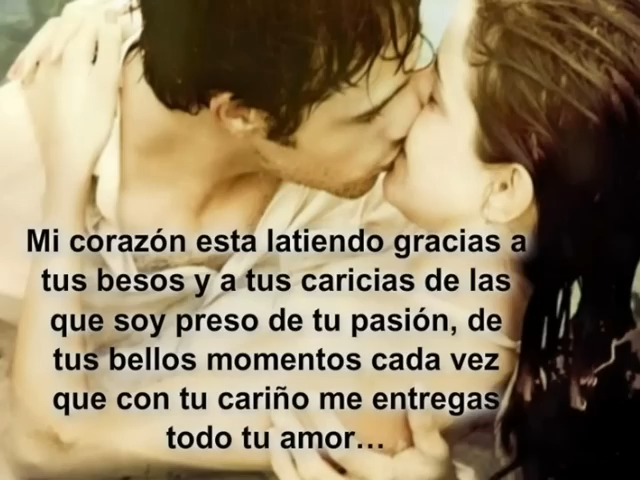 Mi corazón esta latiendo gracias a
tus besos y a tus caricias de las
que soy preso de tu pasión, de
tus bellos momentos cada vez
que con tu cariño me entregas
todo tu amor...